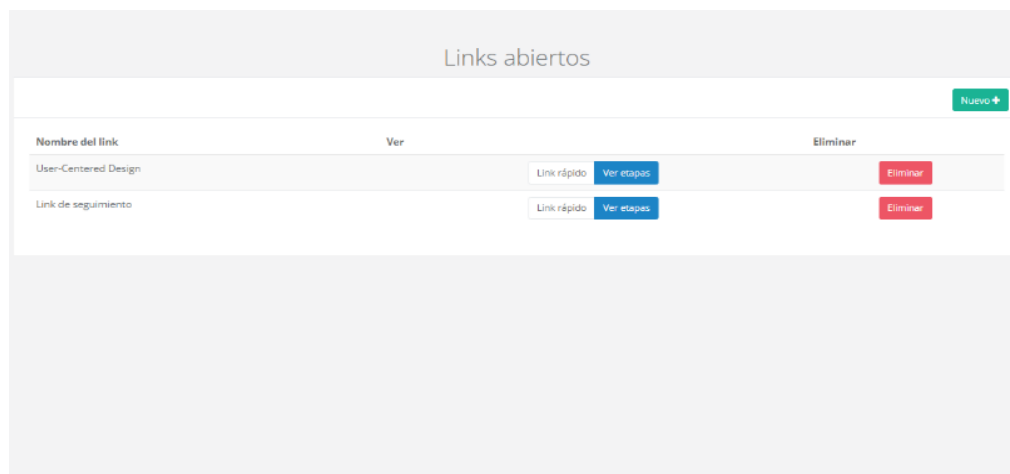 Links abiertos
Nuevo +
Nombre del link Ver Eliminar
User-Centered Design Link rápido Ver etapas Eliminar
Link de seguimiento Link rápido Ver etapas Eliminar